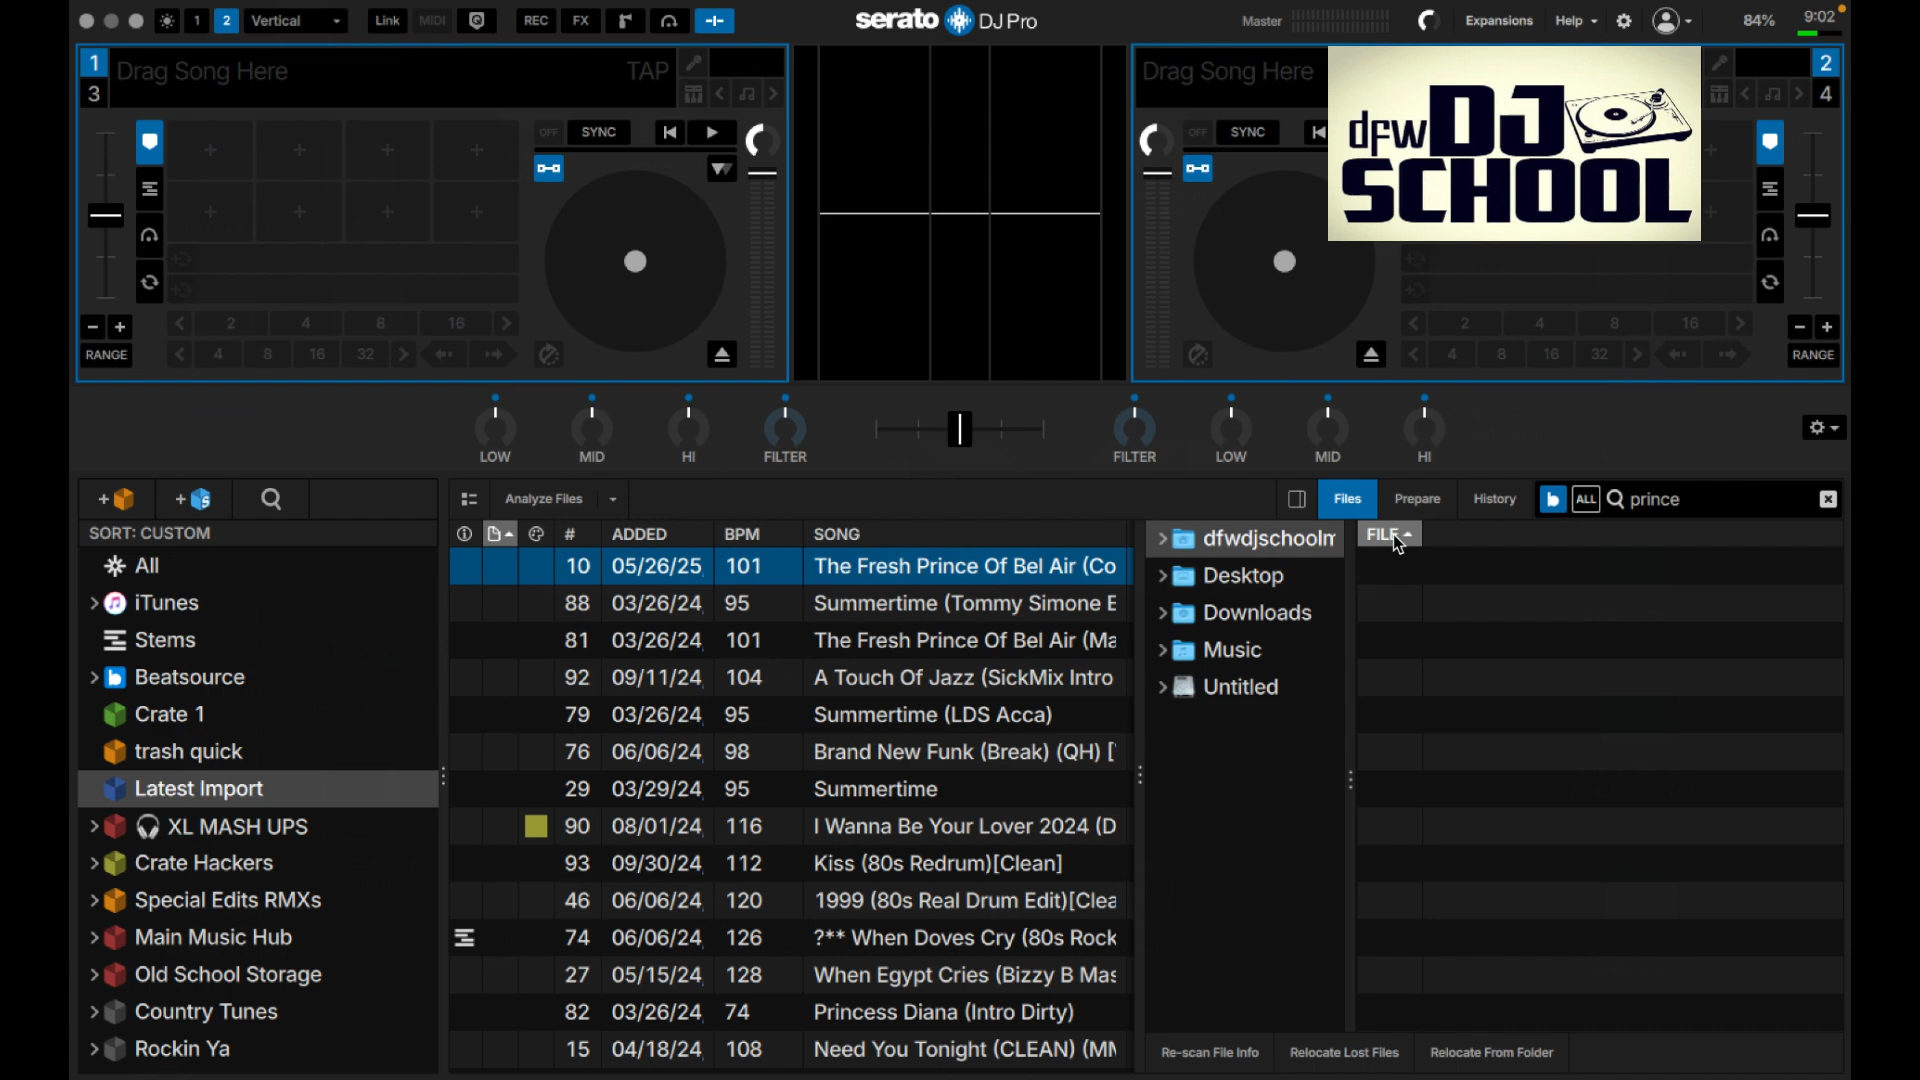 1
2
Vertical
Link
MIDI
REC
FX
serato DJ Pro
Master
Expansions
Help
84%
9:02
1
3
Drag Song Here
TAP
Drag Song Here
2
4
dfw DJ
SCHOOL
OFF
SYNC
OFF
SYNC
2 4 8 16
4 8 16 32
RANGE
2 4 8 16
4 8 16 32
RANGE
LOW
MID
HI
FILTER
FILTER
LOW
MID
HI
Analyze Files
Files
Prepare
History
ALL
prince
SORT: CUSTOM
All
iTunes
Stems
Beatsource
Crate 1
trash quick
Latest Import
XL MASH UPS
Crate Hackers
Special Edits RMXs
Main Music Hub
Old School Storage
Country Tunes
Rockin Ya
# ADDED BPM SONG
10 05/26/25, 101 The Fresh Prince Of Bel Air (Co
88 03/26/24, 95 Summertime (Tommy Simone E
81 03/26/24, 101 The Fresh Prince Of Bel Air (Ma
92 09/11/24, 104 A Touch Of Jazz (SickMix Intro
79 03/26/24, 95 Summertime (LDS Acca)
76 06/06/24, 98 Brand New Funk (Break) (QH) [
29 03/29/24, 95 Summertime
90 08/01/24, 116 I Wanna Be Your Lover 2024 (D
93 09/30/24, 112 Kiss (80s Redrum)[Clean]
46 06/06/24, 120 1999 (80s Real Drum Edit)[Clea
74 06/06/24, 126 ?** When Doves Cry (80s Rock
27 05/15/24, 128 When Egypt Cries (Bizzy B Mas
82 03/26/24, 74 Princess Diana (Intro Dirty)
15 04/18/24, 108 Need You Tonight (CLEAN) (MM
dfwdjschoolm
Desktop
Downloads
Music
Untitled
FILE
Re-scan File Info
Relocate Lost Files
Relocate From Folder